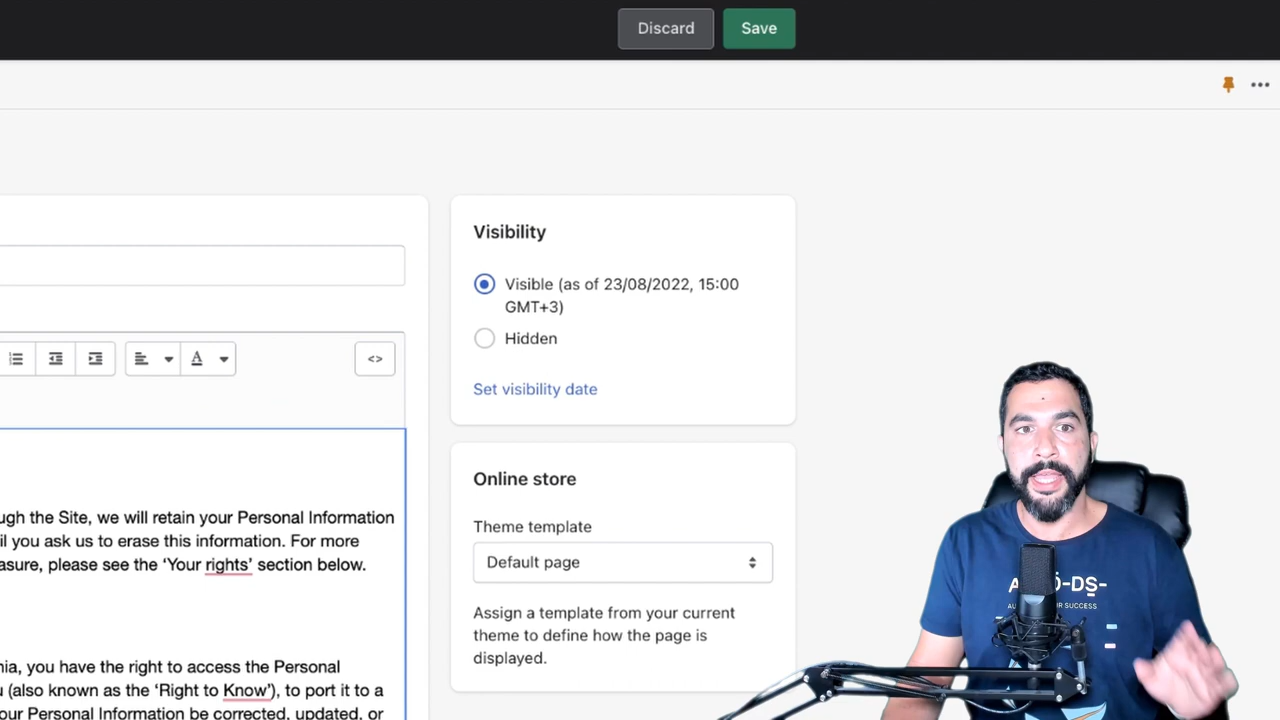 Discard
Save
Visibility
Visible (as of 23/08/2022, 15:00
GMT+3)
Hidden
A
<>
Set visibility date
ugh the Site, we will retain your Personal Information
il you ask us to erase this information. For more
asure, please see the ‘Your rights’ section below.
nia, you have the right to access the Personal
u (also known as the ‘Right to Know’), to port it to a
our Personal Information be corrected, updated, or
Online store
Theme template
Default page
Assign a template from your current
theme to define how the page is
displayed.